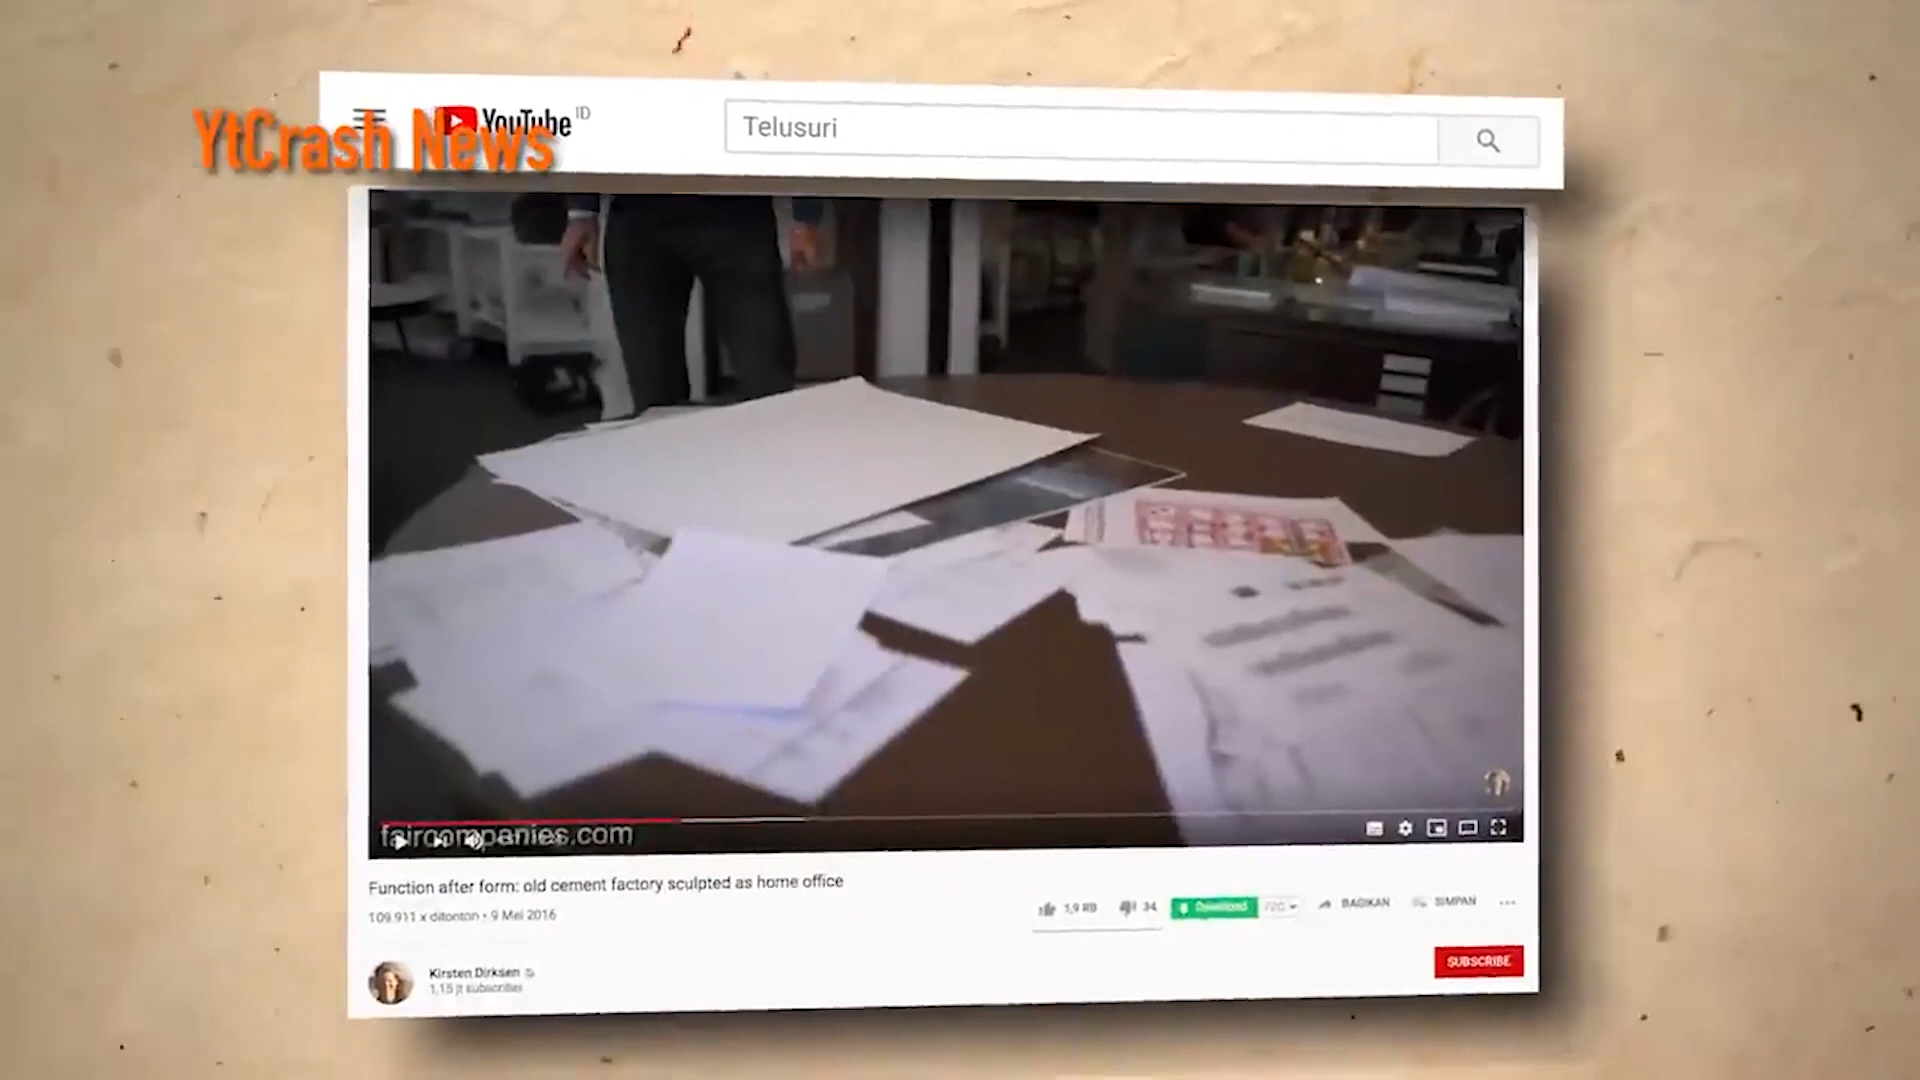 YtCrash News
YouTube ID
Telusuri
faircompanies.com
Function after form: old cement factory sculpted as home office
109.911 x ditonton • 9 Mei 2016
1,9 RB
34
Download
720
BAGIKAN
SIMPAN
Kirsten Dirksen
1,15 jt subscriber
SUBSCRIBE